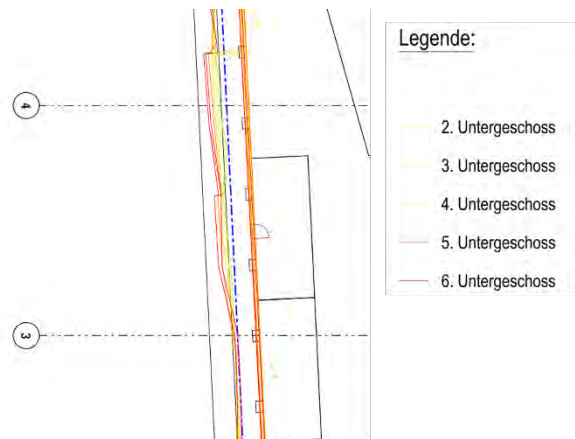 Legende:
2. Untergeschoss
3. Untergeschoss
4. Untergeschoss
5. Untergeschoss
6. Untergeschoss
4
3